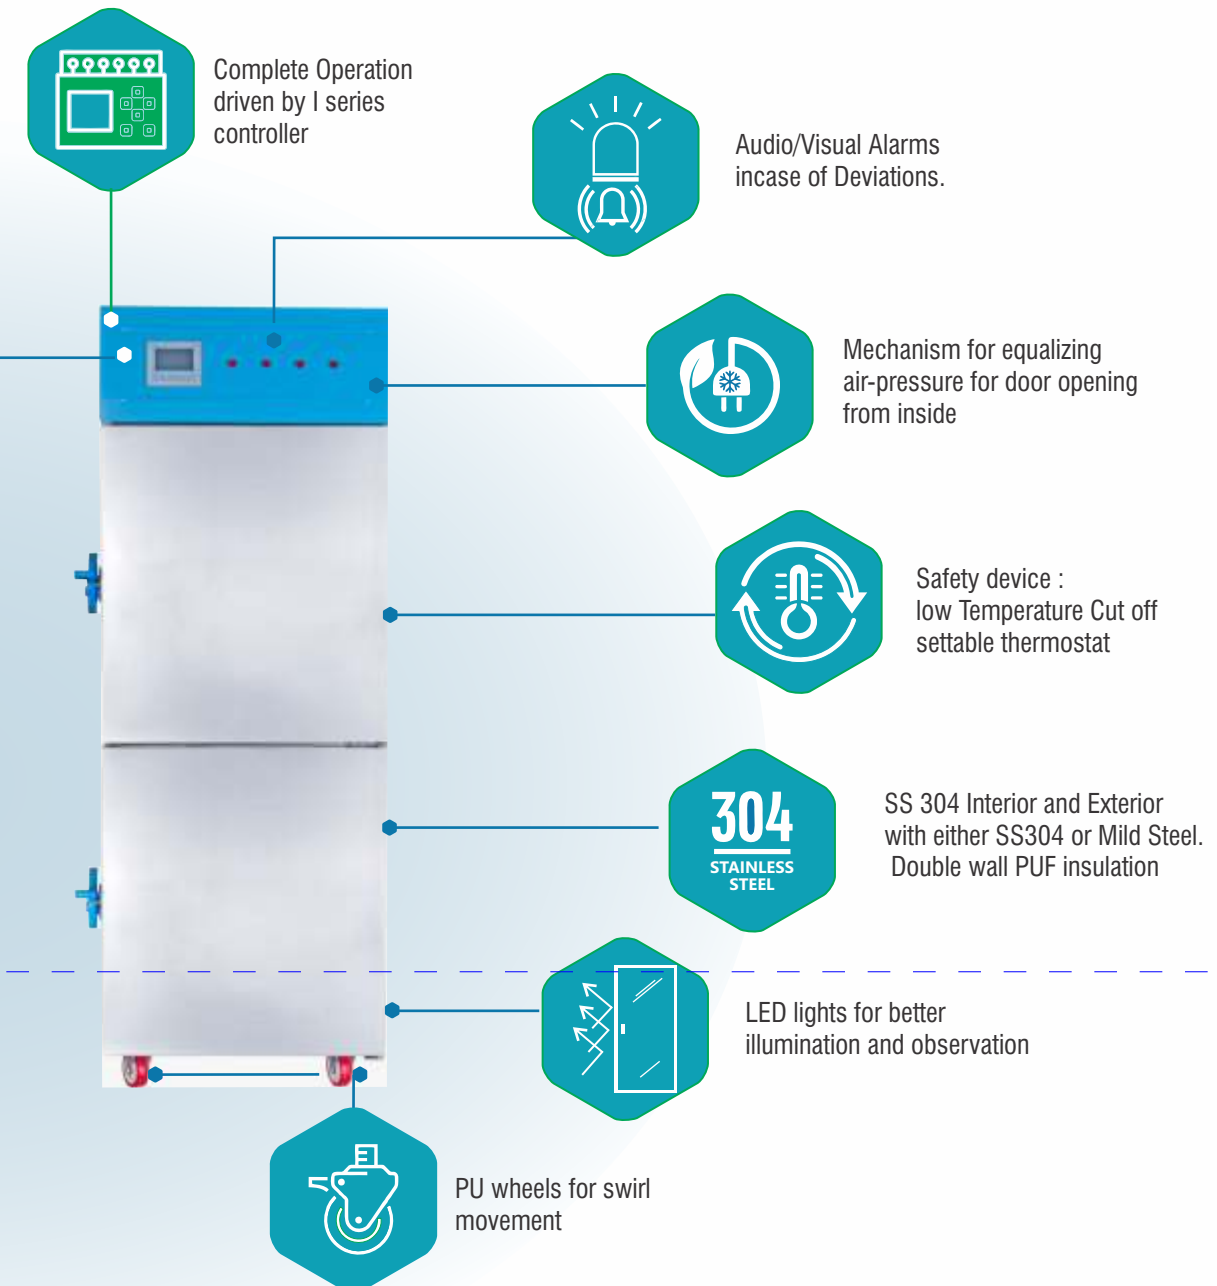 Complete Operation
driven by I series
controller
Audio/Visual Alarms
incase of Deviations.
Mechanism for equalizing
air-pressure for door opening
from inside
Safety device :
low Temperature Cut off
settable thermostat
304
STAINLESS
STEEL
SS 304 Interior and Exterior
with either SS304 or Mild Steel.
Double wall PUF insulation
LED lights for better
illumination and observation
PU wheels for swirl
movement